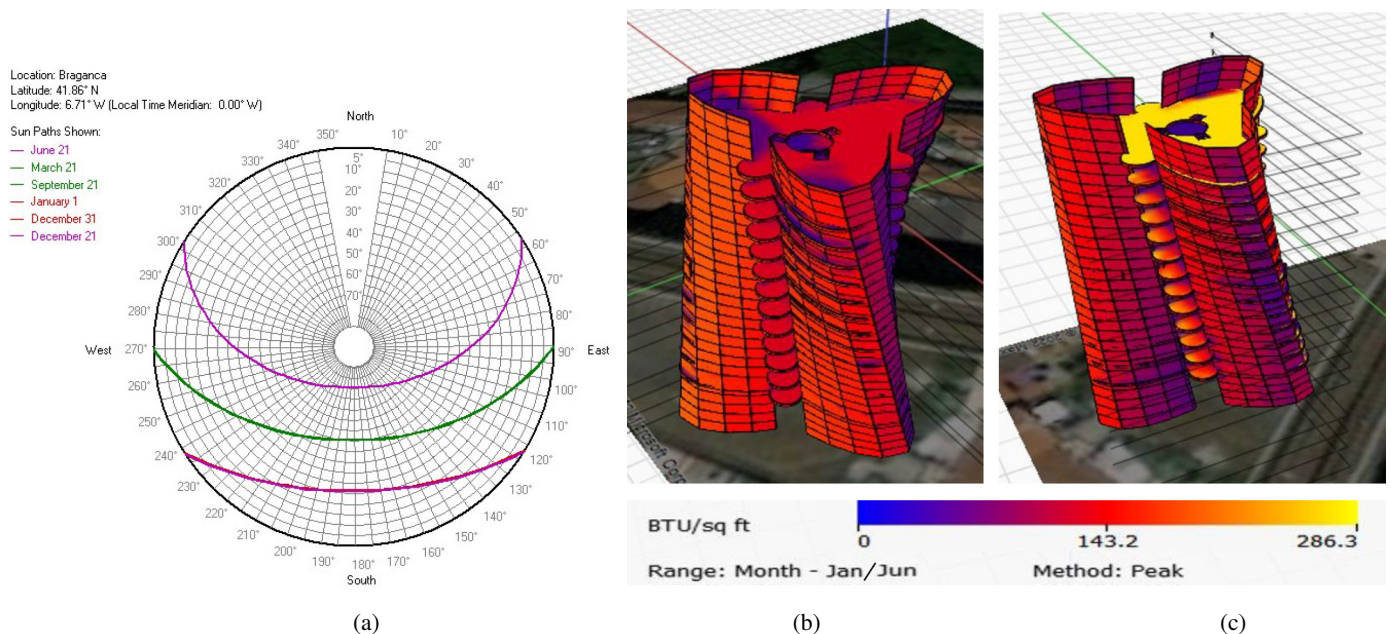 Location: Braganca
Latitude: 41.86° N
Longitude: 6.71° W (Local Time Meridian: 0.00° W)
Sun Paths Shown:
June 21
March 21
September 21
January 1
December 31
December 21
North
350°
10°
340°
20°
330°
30°
320°
40°
310°
50°
300°
60°
290°
70°
280°
80°
West
270°
90°
East
260°
100°
250°
110°
240°
120°
230°
130°
220°
140°
210°
150°
200°
160°
190°
180°
170°
South
5°
10°
20°
30°
40°
50°
60°
70°
BTU/sq ft
0
143.2
286.3
Range: Month - Jan/Jun
Method: Peak
(a)
(b)
(c)